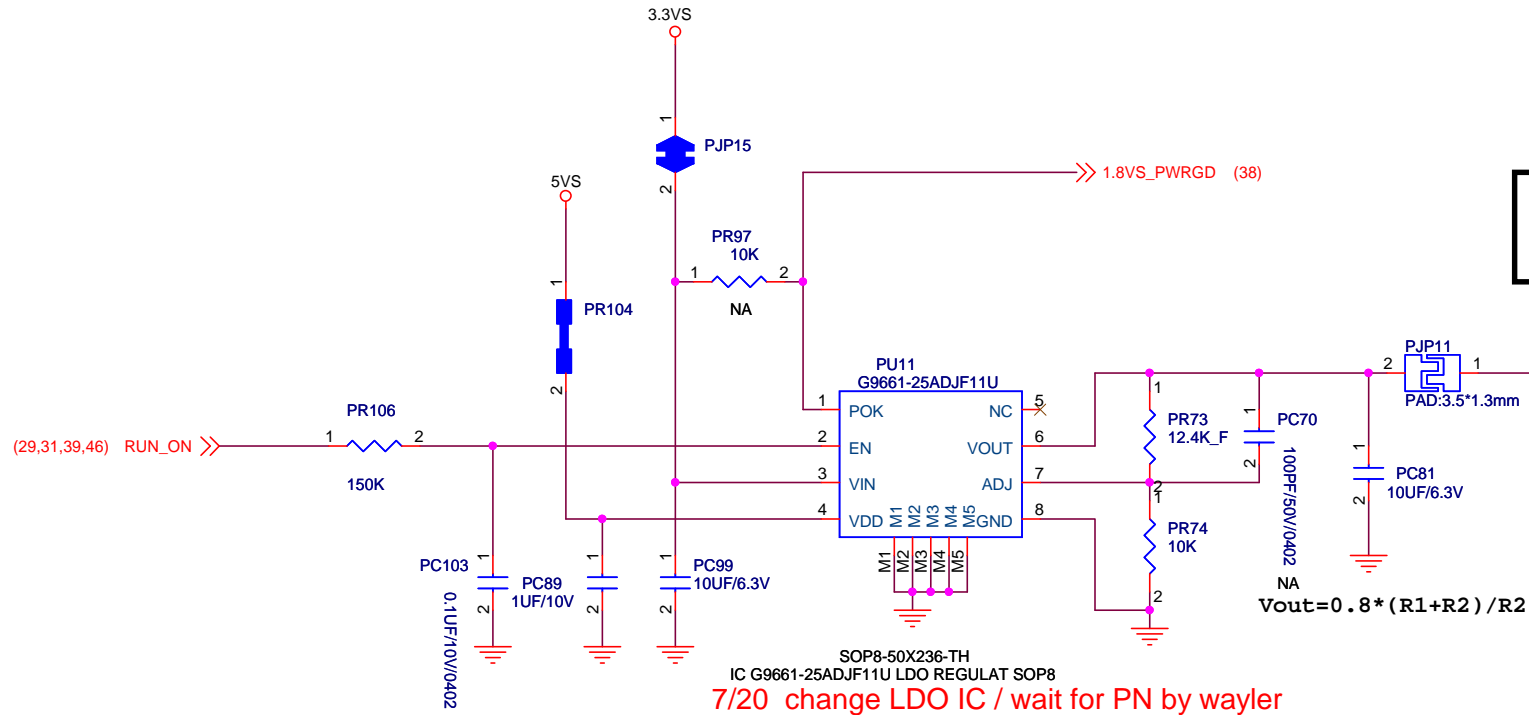 3.3VS
1
PJP15
2
5VS
1.8VS_PWRGD (38)
PR97
10K
1 2
NA
1
PR104
2
PU11
G9661-25ADJF11U
1 POK
2 EN
3 VIN
4 VDD
NC 5
VOUT 6
ADJ 7
GND 8
M1 M2 M3 M4 M5
M1 M2 M3 M4 M5
(29,31,39,46) RUN_ON
PR106
1 2
150K
PC103
1
2
0.1UF/10V/0402
PC89
1UF/10V
1
2
PC99
10UF/6.3V
1
2
1
PR73
12.4K_F
2
1
PR74
10K
2
PC70
1
2
100PF/50V/0402
NA
PJP11
2 1
PAD:3.5*1.3mm
1
PC81
10UF/6.3V
2
Vout=0.8*(R1+R2)/R2
SOP8-50X236-TH
IC G9661-25ADJF11U LDO REGULAT SOP8
7/20 change LDO IC / wait for PN by wayler